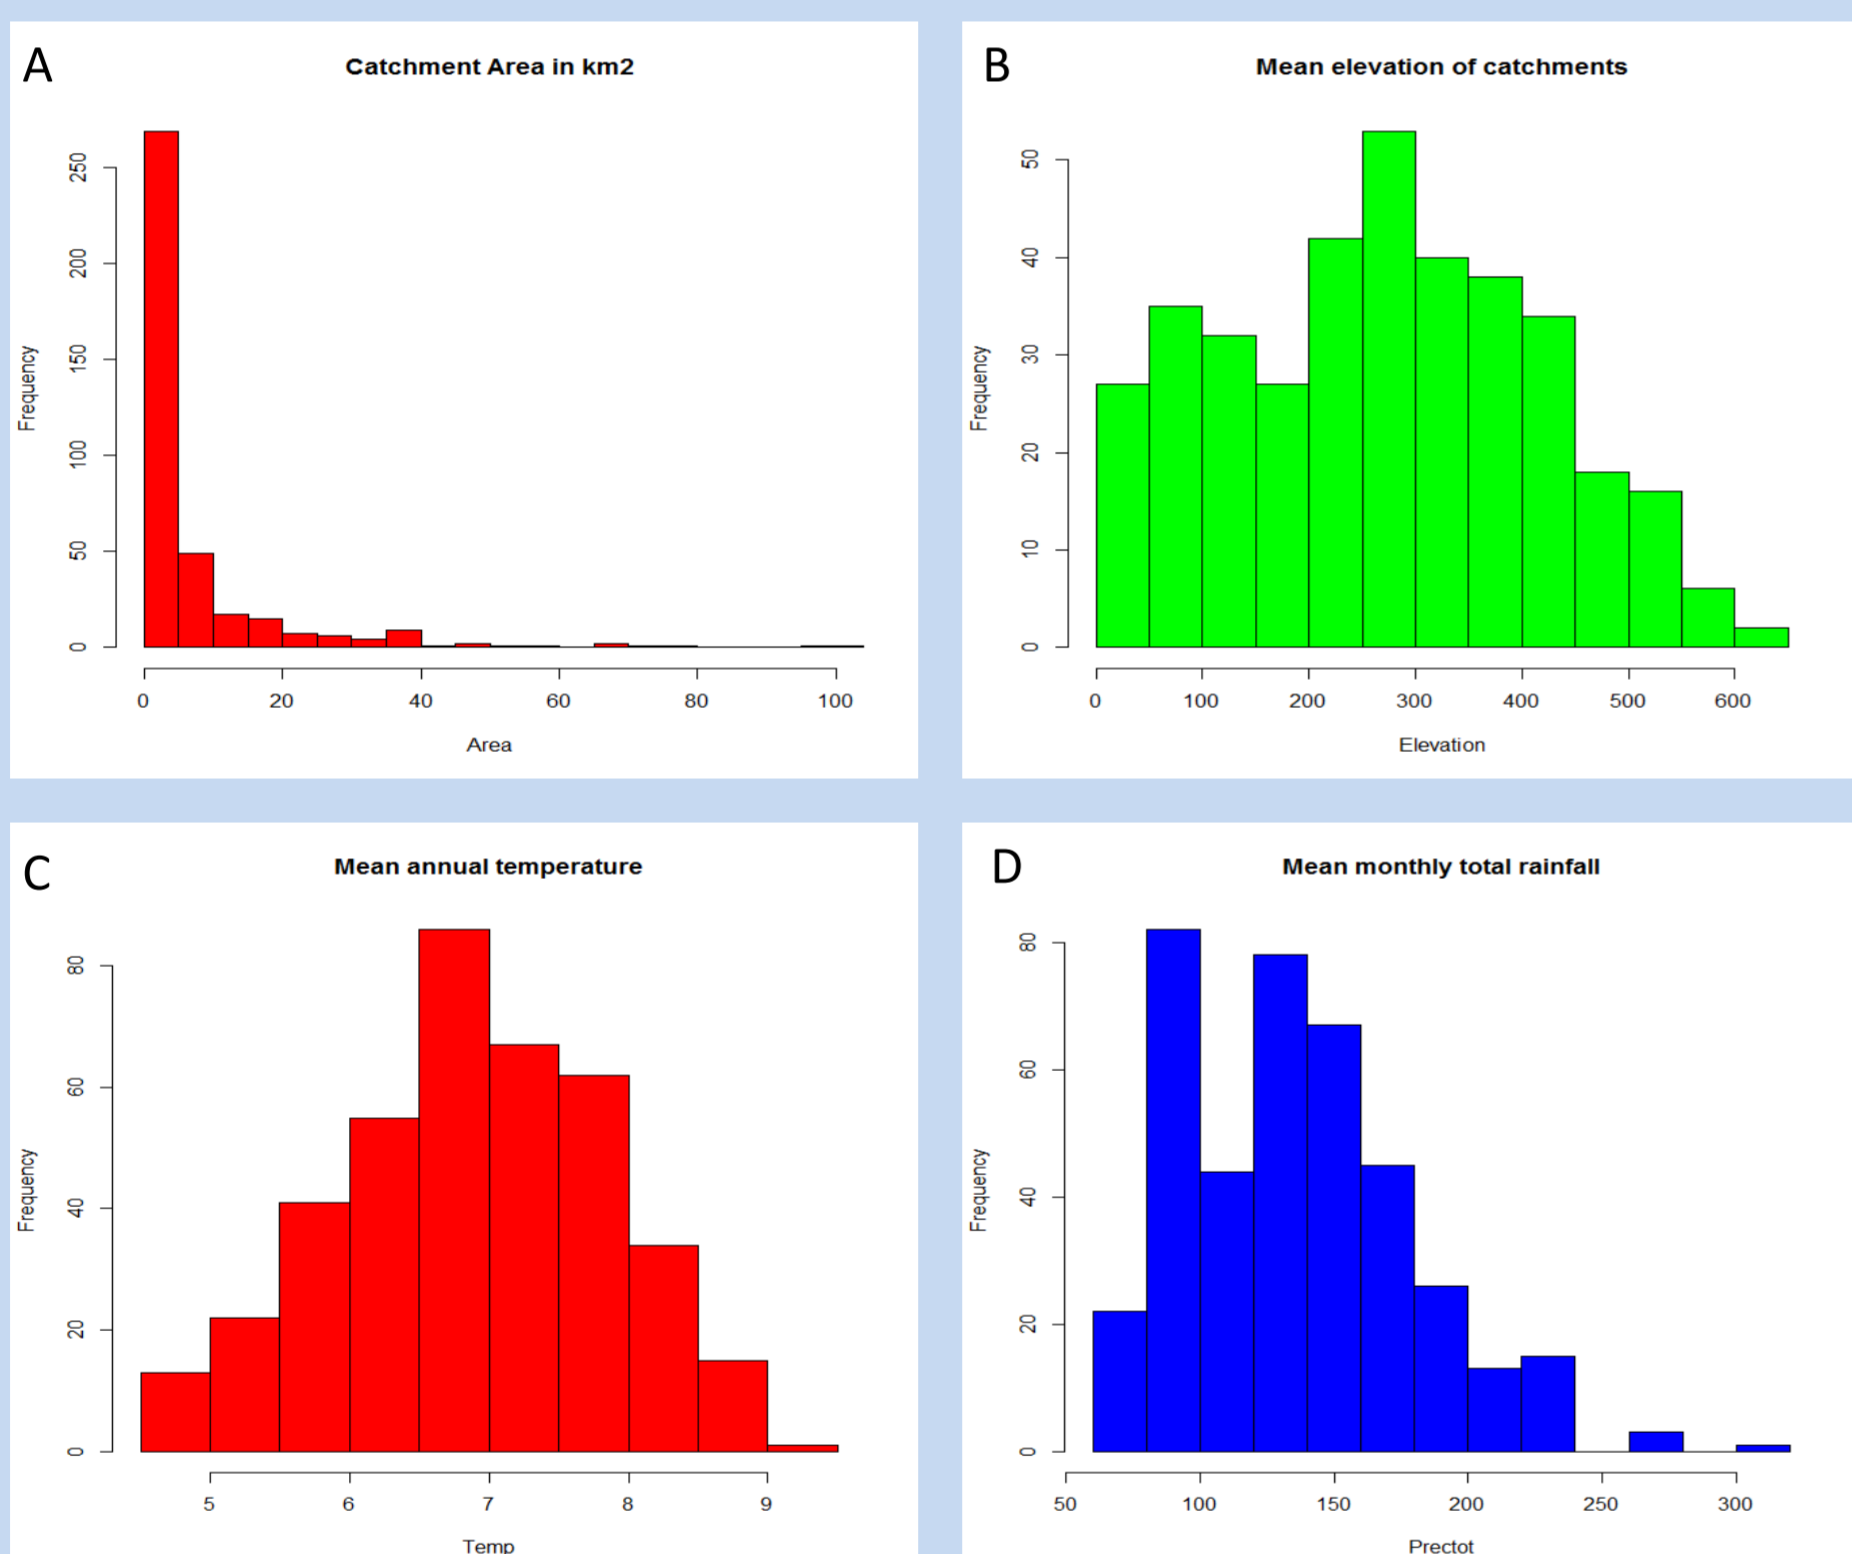 A
Catchment Area in km2
Frequency
250
200
150
100
50
0
0 20 40 60 80 100
Area
B
Mean elevation of catchments
Frequency
50
40
30
20
10
0
0 100 200 300 400 500 600
Elevation
C
Mean annual temperature
Frequency
80
60
40
20
0
5 6 7 8 9
Temp
D
Mean monthly total rainfall
Frequency
80
60
40
20
0
50 100 150 200 250 300
Prectot